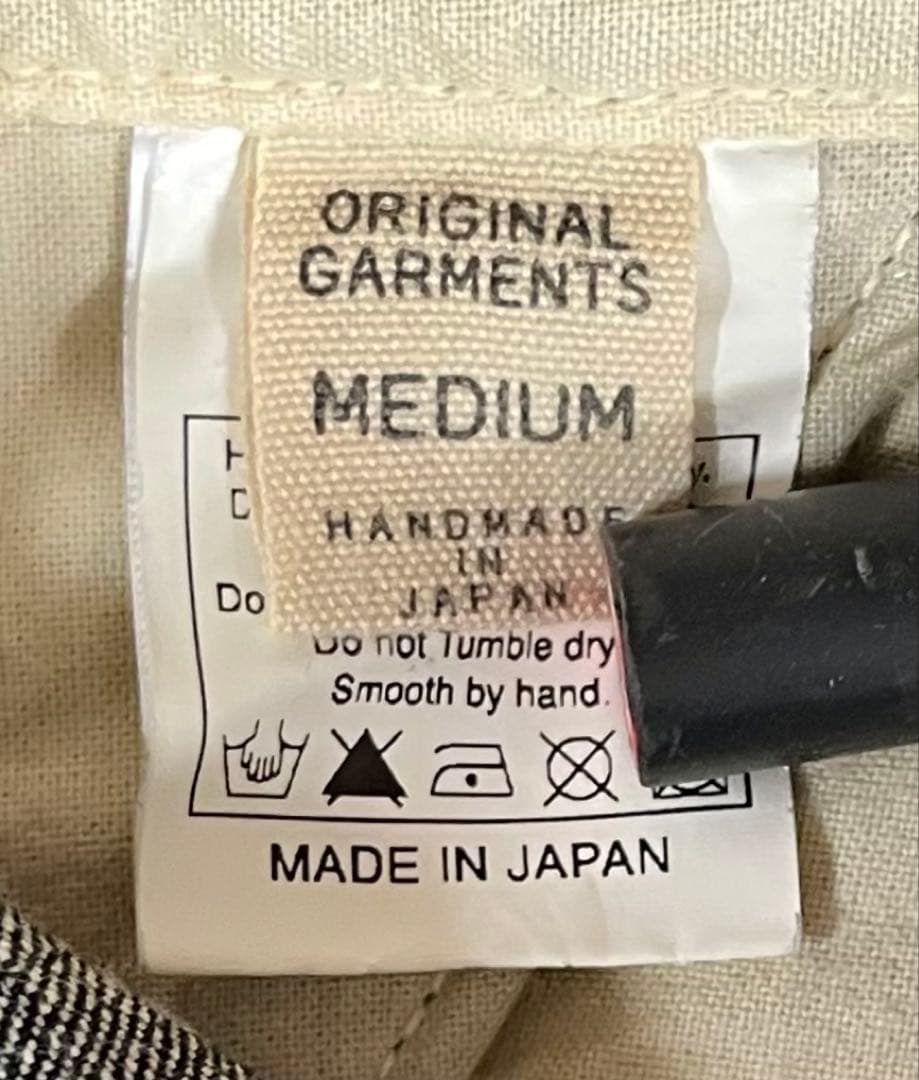 ORIGINAL
GARMENTS
MEDIUM
HANDMADE
IN
JAPAN
Do
Do not Tumble dry
Smooth by hand.
MADE IN JAPAN